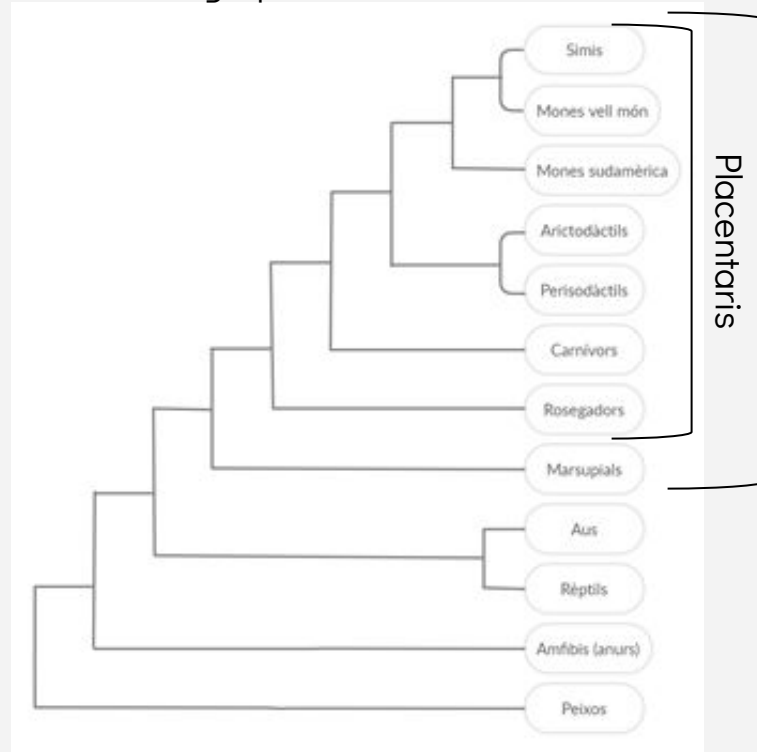 Simis
Mones vell món
Mones sudamèrica
Arictodàctils
Perisodàctils
Carnívors
Rosegadors
Marsupials
Aus
Rèptils
Amfibis (anurs)
Peixos
Placentaris